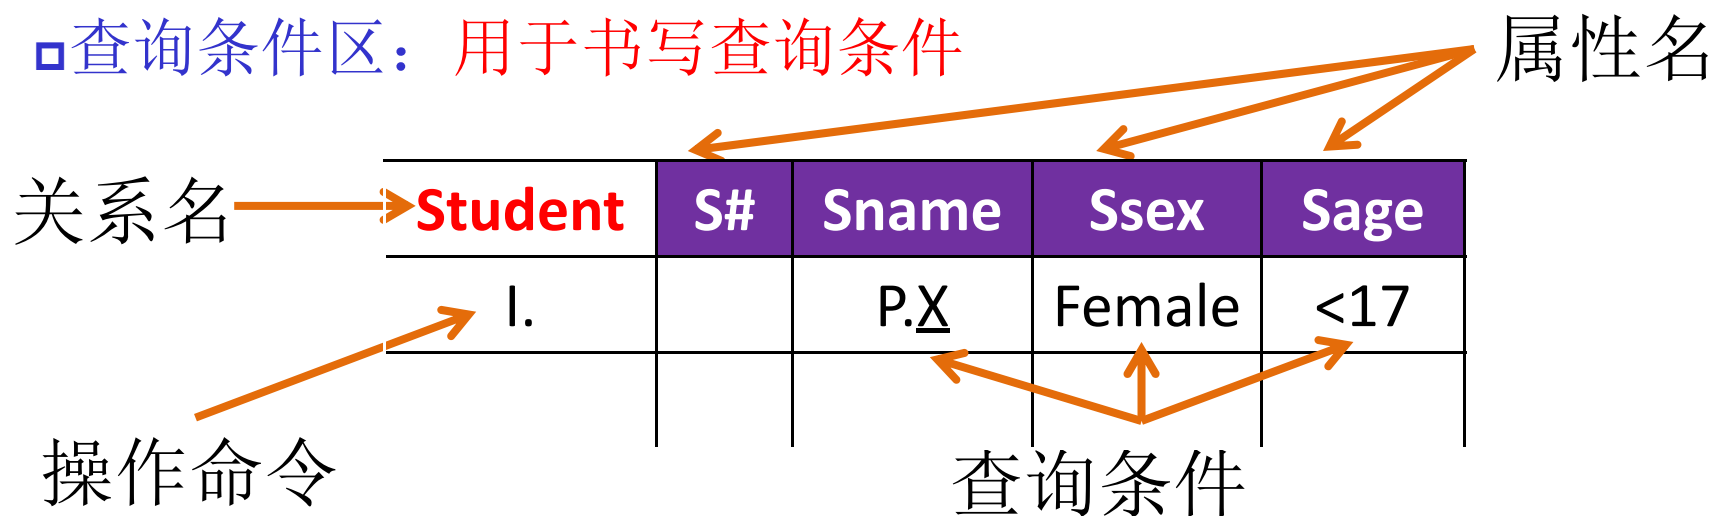 查询条件区：用于书写查询条件
属性名
关系名
Student S# Sname Ssex Sage
I. P.X Female <17
操作命令
查询条件